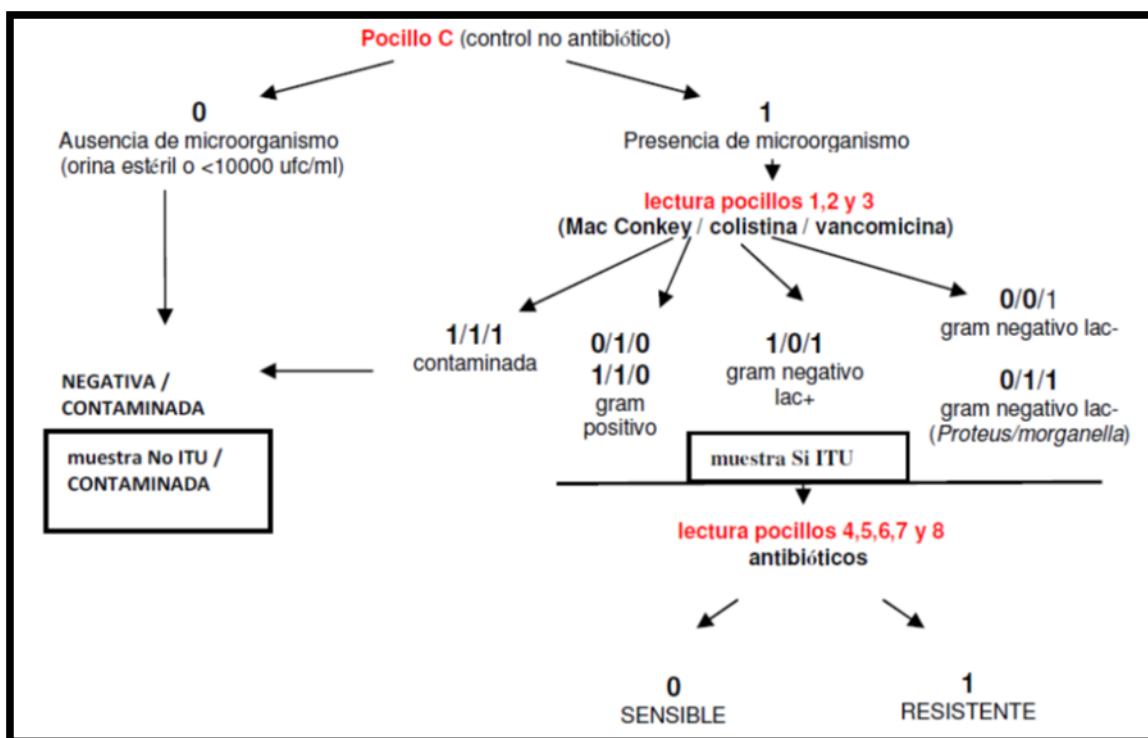 Pocillo C (control no antibiótico)
0
Ausencia de microorganismo
(orina estéril o <10000 ufc/ml)
1
Presencia de microorganismo
lectura pocillos 1,2 y 3
(Mac Conkey / colistina / vancomicina)
1/1/1
contaminada
0/1/0
1/1/0
gram
positivo
1/0/1
gram negativo
lac+
0/0/1
gram negativo lac-
0/1/1
gram negativo lac-
(Proteus/morganella)
NEGATIVA /
CONTAMINADA
muestra No ITU /
CONTAMINADA
muestra Si ITU
lectura pocillos 4,5,6,7 y 8
antibióticos
0
SENSIBLE
1
RESISTENTE